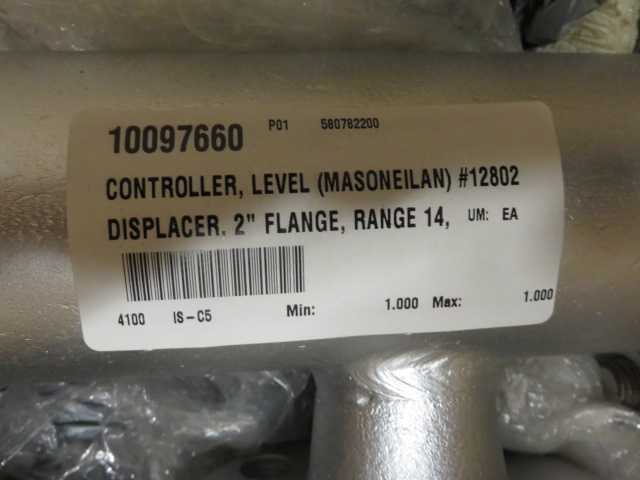 10097660 P01 580782200
CONTROLLER, LEVEL (MASONEILAN) #12802
DISPLACER, 2" FLANGE, RANGE 14, UM: EA
4100 IS-C5 Min: 1.000 Max: 1.000